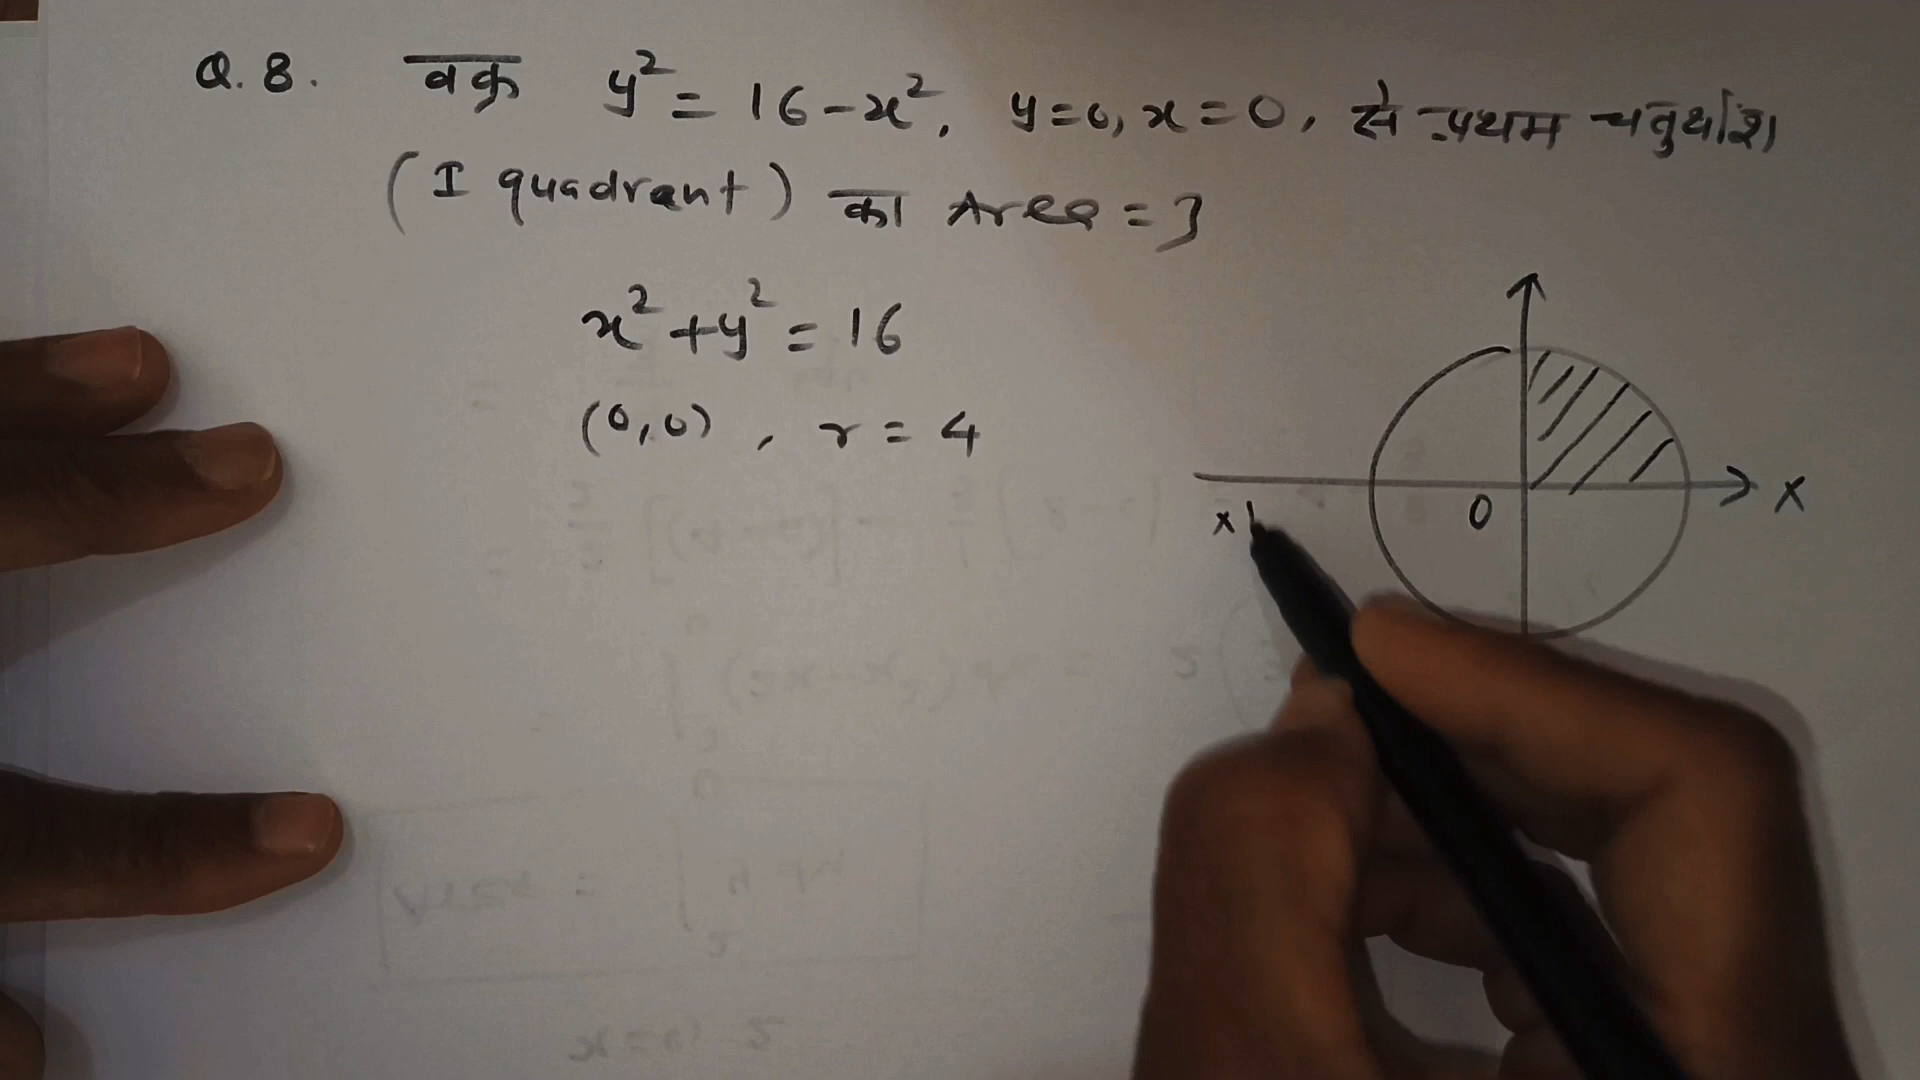 Q. 8. वक्र y² = 16 - x², y=0, x=0, से प्रथम चतुर्थांश
(I quadrant) का Area = ?
x² + y² = 16
(0,0), r = 4
0 X
x'